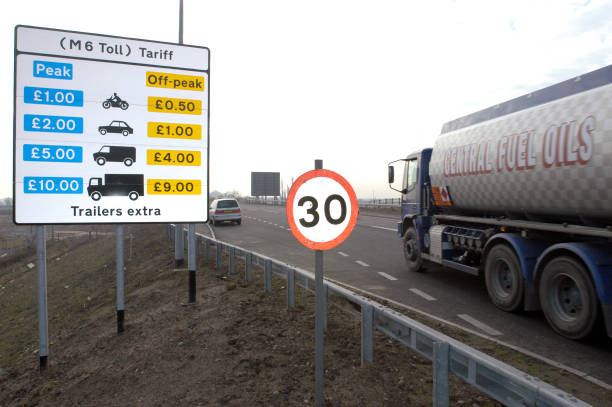 (M6 Toll) Tariff
Peak Off-peak
£1.00 £0.50
£2.00 £1.00
£5.00 £4.00
£10.00 £9.00
Trailers extra
30
CENTRAL FUEL OILS